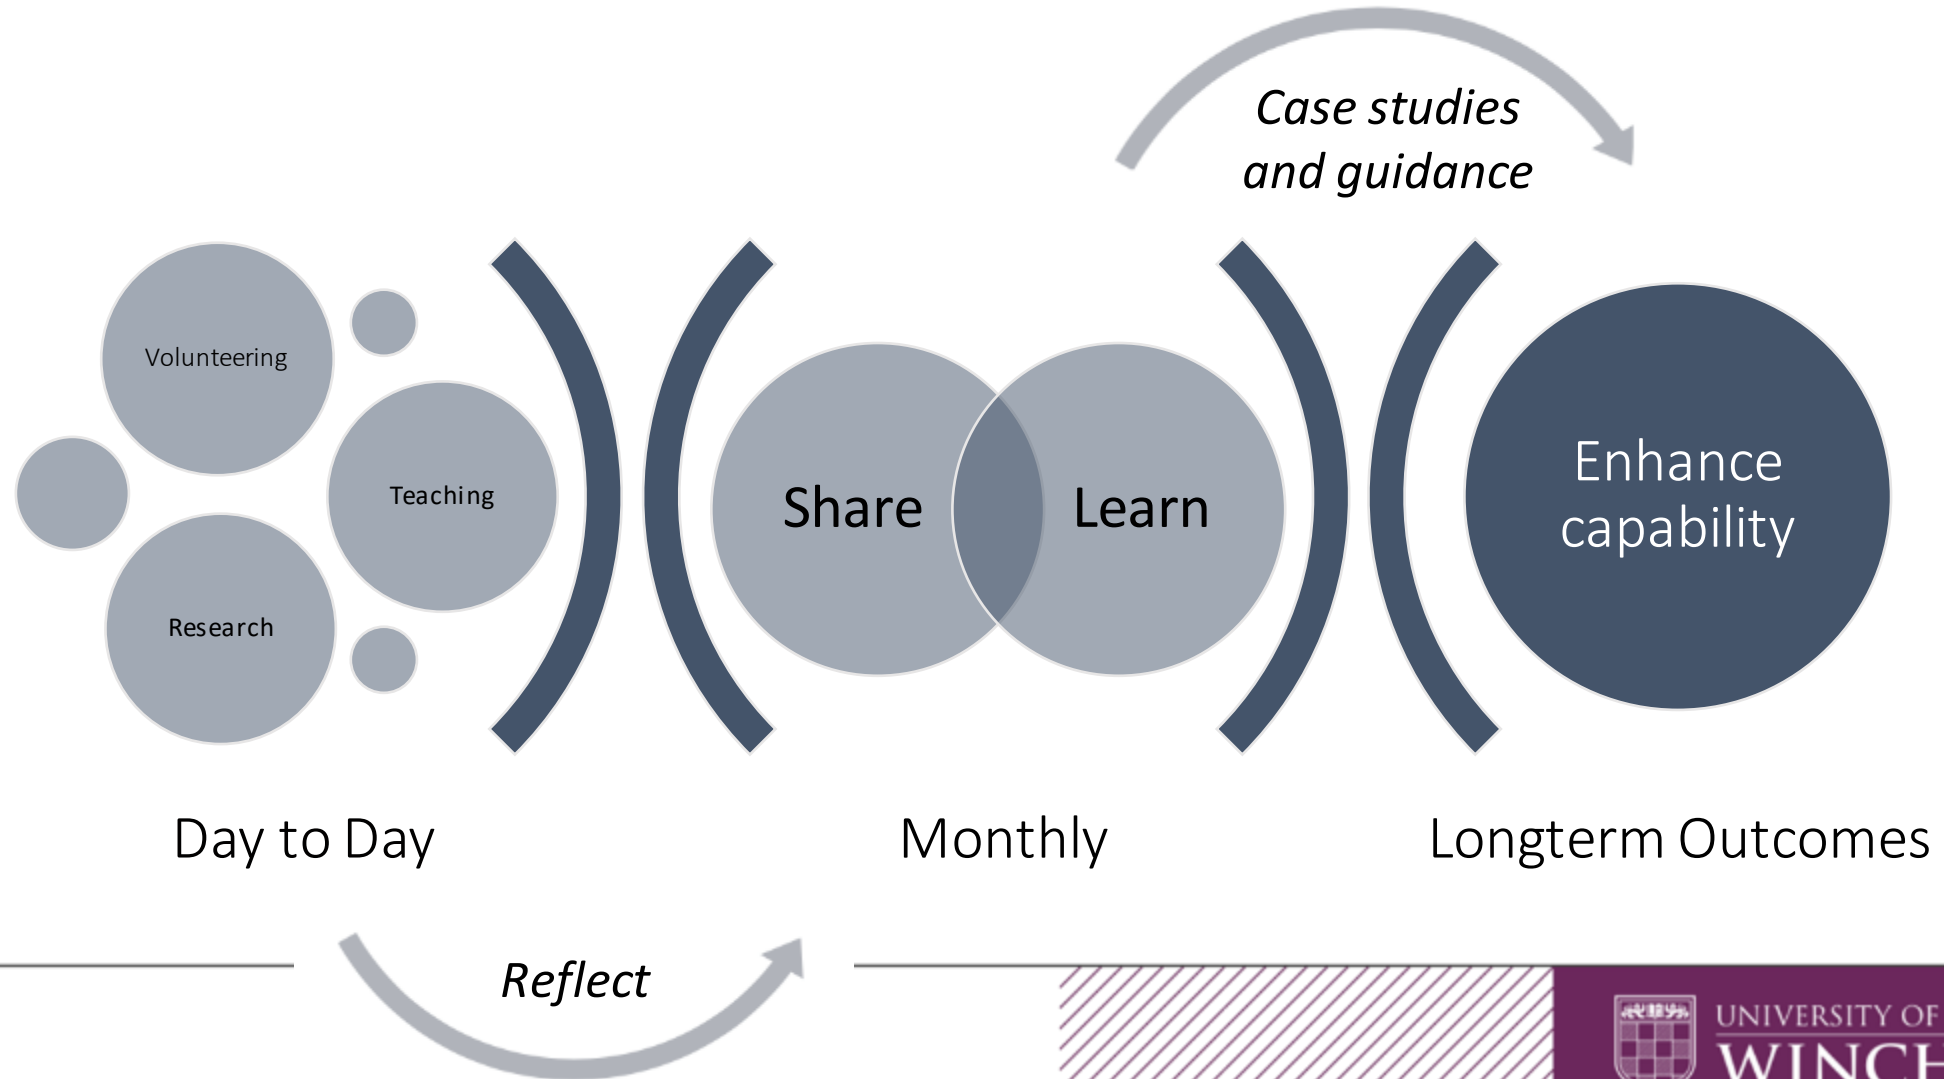 Case studies
and guidance
Volunteering
Teaching
Research
Share
Learn
Enhance
capability
Day to Day
Monthly
Longterm Outcomes
Reflect
UNIVERSITY OF
WINCH